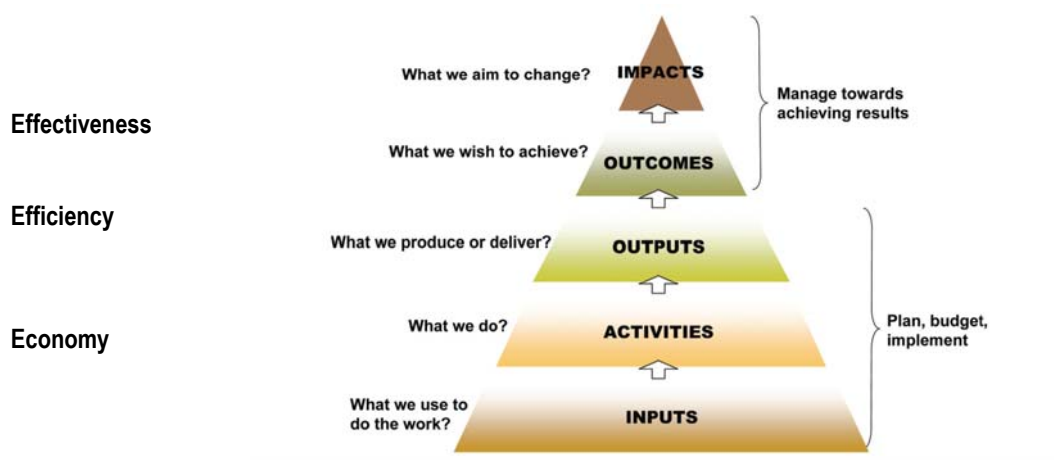 What we aim to change?
IMPACTS
Manage towards
achieving results
Effectiveness
What we wish to achieve?
OUTCOMES
Efficiency
What we produce or deliver?
OUTPUTS
Economy
What we do?
ACTIVITIES
Plan, budget,
implement
What we use to
do the work?
INPUTS